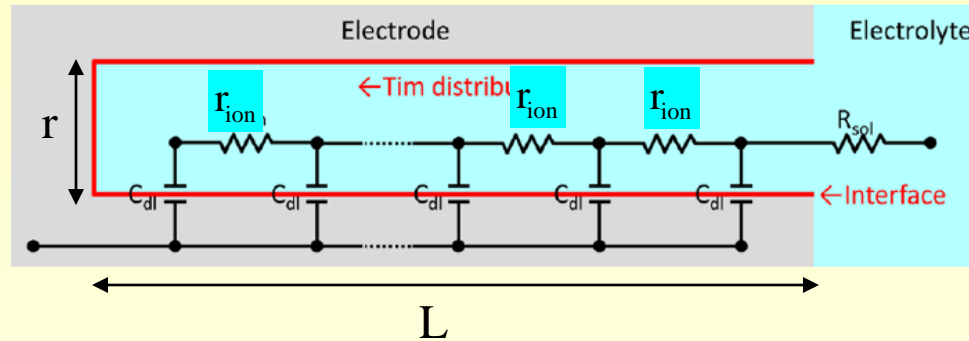 Electrode
Electrolyte
←Tim distribu
r_ion
r_ion
r_ion
r
R_sol
C_dl
C_dl
C_dl
C_dl
C_dl
←Interface
L